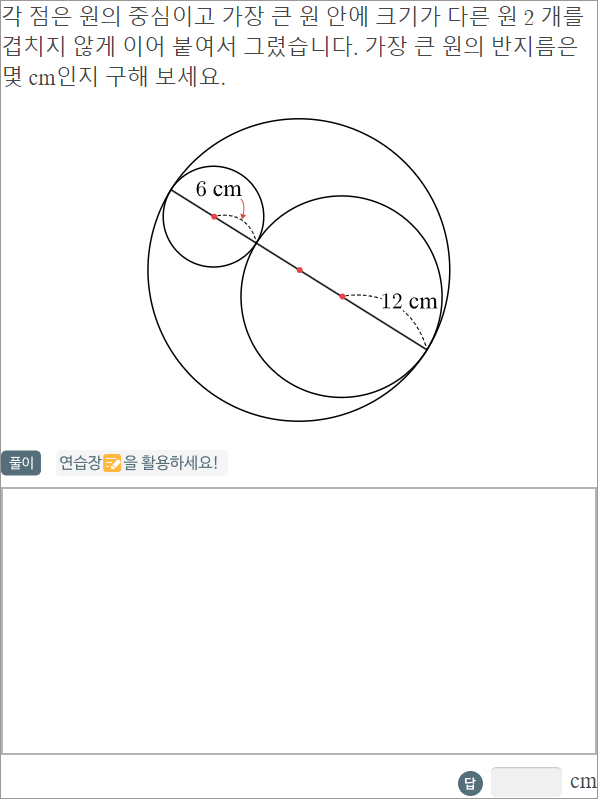 각 점은 원의 중심이고 가장 큰 원 안에 크기가 다른 원 2 개를
겹치지 않게 이어 붙여서 그렸습니다. 가장 큰 원의 반지름은
몇 cm인지 구해 보세요.
6 cm
12 cm
풀이 연습장을 활용하세요!
답 cm